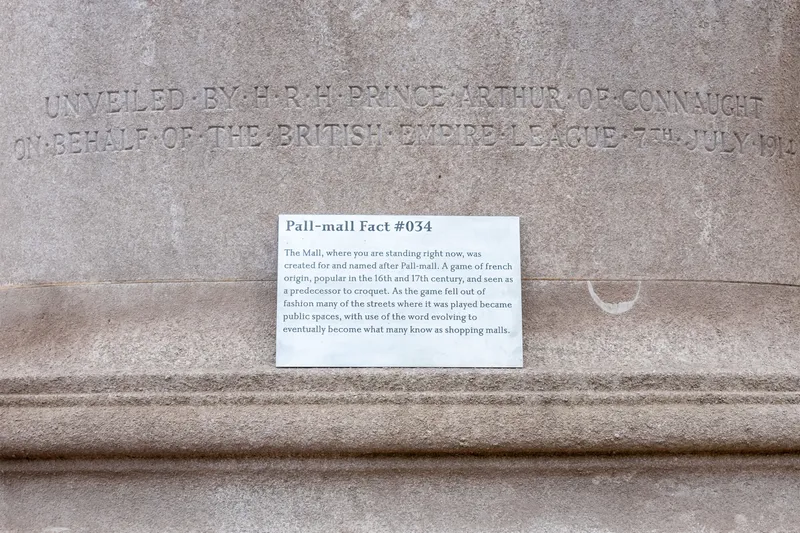 UNVEILED·BY·H·R·H·PRINCE·ARTHUR·OF·CONNAUGHT
ON·BEHALF·OF·THE·BRITISH·EMPIRE·LEAGUE·7TH·JULY·1914
Pall-mall Fact #034
The Mall, where you are standing right now, was
created for and named after Pall-mall. A game of french
origin, popular in the 16th and 17th century, and seen as
a predecessor to croquet. As the game fell out of
fashion many of the streets where it was played became
public spaces, with use of the word evolving to
eventually become what many know as shopping malls.